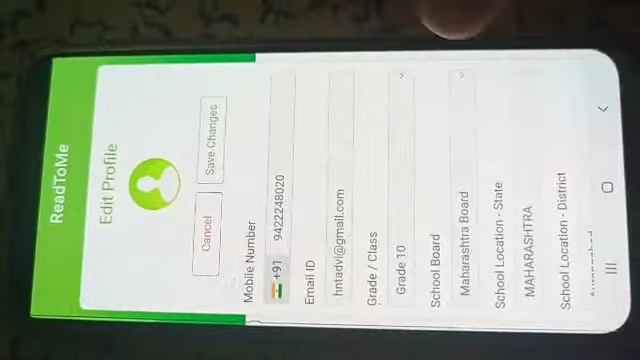 ReadToMe
Edit Profile
Cancel
Save Changes
Mobile Number
+91 9422248020
Email ID
hntadvi@gmail.com
Grade / Class
Grade 10
School Board
Maharashtra Board
School Location - State
MAHARASHTRA
School Location - District